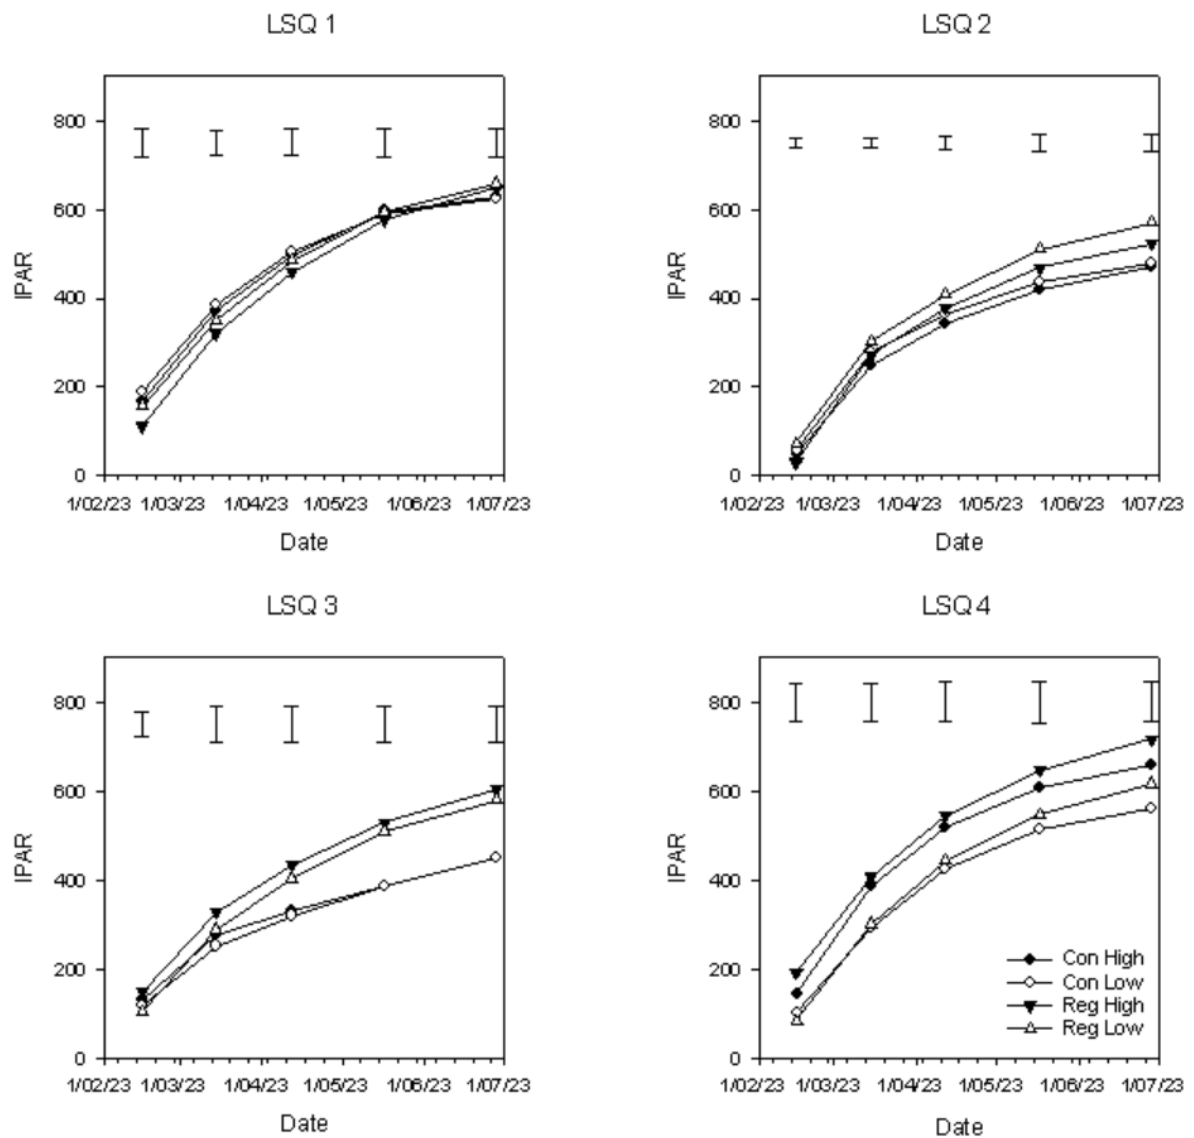 LSQ 1
800
600
400
200
0
IPAR
1/02/23 1/03/23 1/04/23 1/05/23 1/06/23 1/07/23
Date
LSQ 2
800
600
400
200
0
IPAR
1/02/23 1/03/23 1/04/23 1/05/23 1/06/23 1/07/23
Date
LSQ 3
800
600
400
200
0
IPAR
1/02/23 1/03/23 1/04/23 1/05/23 1/06/23 1/07/23
Date
LSQ 4
800
600
400
200
0
IPAR
Con High
Con Low
Reg High
Reg Low
1/02/23 1/03/23 1/04/23 1/05/23 1/06/23 1/07/23
Date